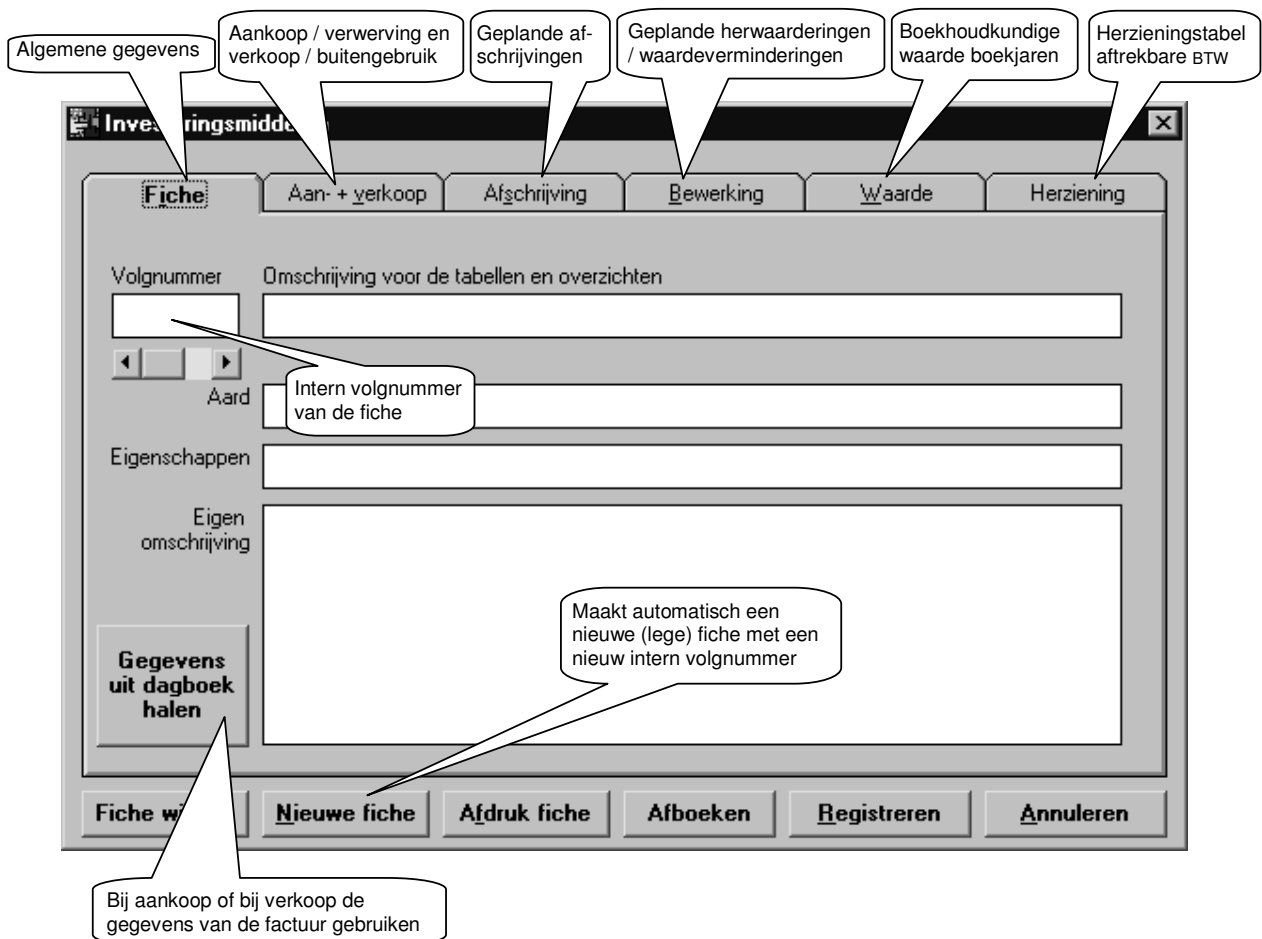 Algemene gegevens
Aankoop / verwerving en
verkoop / buitengebruik
Geplande af-
schrijvingen
Geplande herwaarderingen
/ waardeverminderingen
Boekhoudkundige
waarde boekjaren
Herzieningstabel
aftrekbare BTW
Fiche
Aan- + verkoop
Afschrijving
Bewerking
Waarde
Herziening
Volgnummer
Omschrijving voor de tabellen en overzichten
Intern volgnummer
van de fiche
Aard
Eigenschappen
Eigen
omschrijving
Maakt automatisch een
nieuwe (lege) fiche met een
nieuw intern volgnummer
Gegevens
uit dagboek
halen
Fiche
Nieuwe fiche
Afdruk fiche
Afboeken
Registreren
Annuleren
Bij aankoop of bij verkoop de
gegevens van de factuur gebruiken